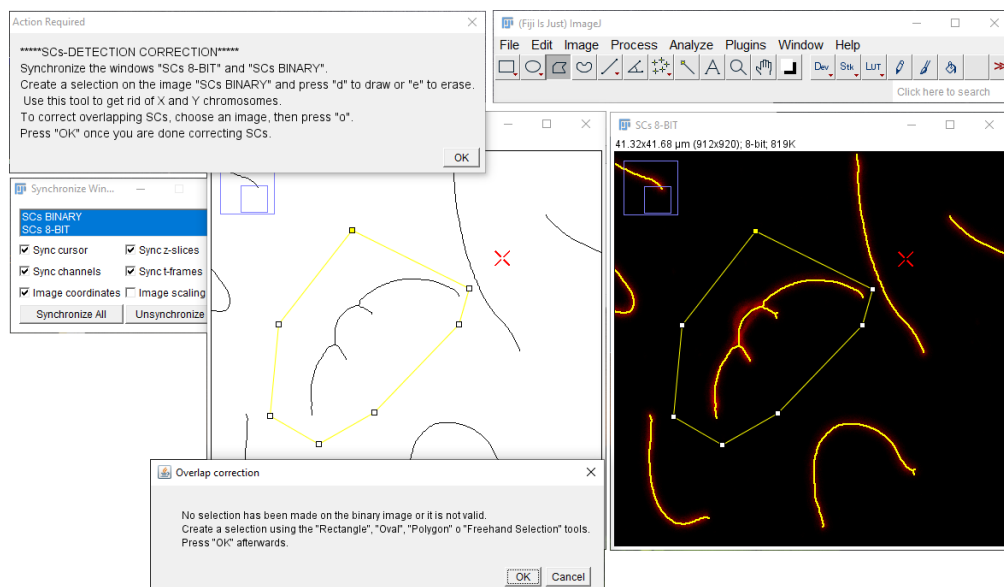 Action Required
*****SCs-DETECTION CORRECTION*****
Synchronize the windows "SCs 8-BIT" and "SCs BINARY".
Create a selection on the image "SCs BINARY" and press "d" to draw or "e" to erase.
Use this tool to get rid of X and Y chromosomes.
To correct overlapping SCs, choose an image, then press "o".
Press "OK" once you are done correcting SCs.
OK
(Fiji Is Just) ImageJ
File Edit Image Process Analyze Plugins Window Help
A Dev Stk LUT
Click here to search
Synchronize Win...
SCs BINARY
SCs 8-BIT
Sync cursor Sync z-slices
Sync channels Sync t-frames
Image coordinates Image scaling
Synchronize All Unsynchronize
SCs 8-BIT
41.32x41.68 µm (912x920); 8-bit; 819K
Overlap correction
No selection has been made on the binary image or it is not valid.
Create a selection using the "Rectangle", "Oval", "Polygon" o "Freehand Selection" tools.
Press "OK" afterwards.
OK Cancel